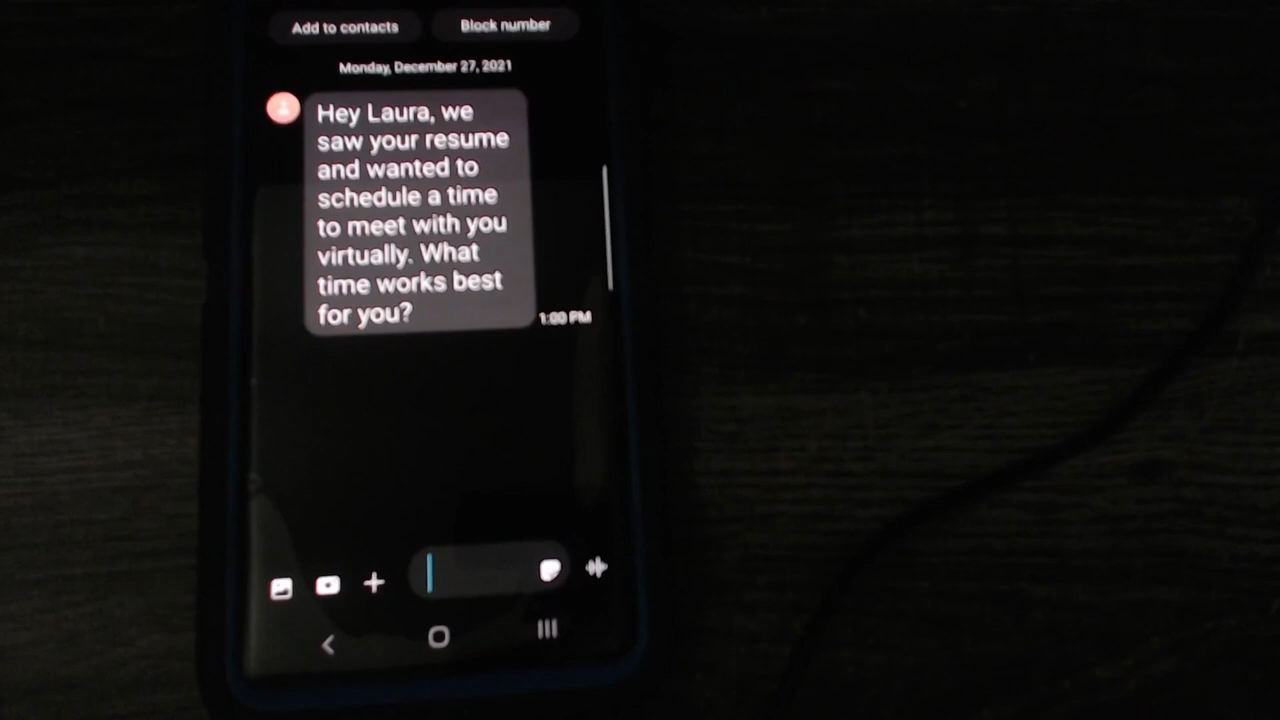 Add to contacts Block number
Monday, December 27, 2021
Hey Laura, we
saw your resume
and wanted to
schedule a time
to meet with you
virtually. What
time works best
for you?
1:00 PM